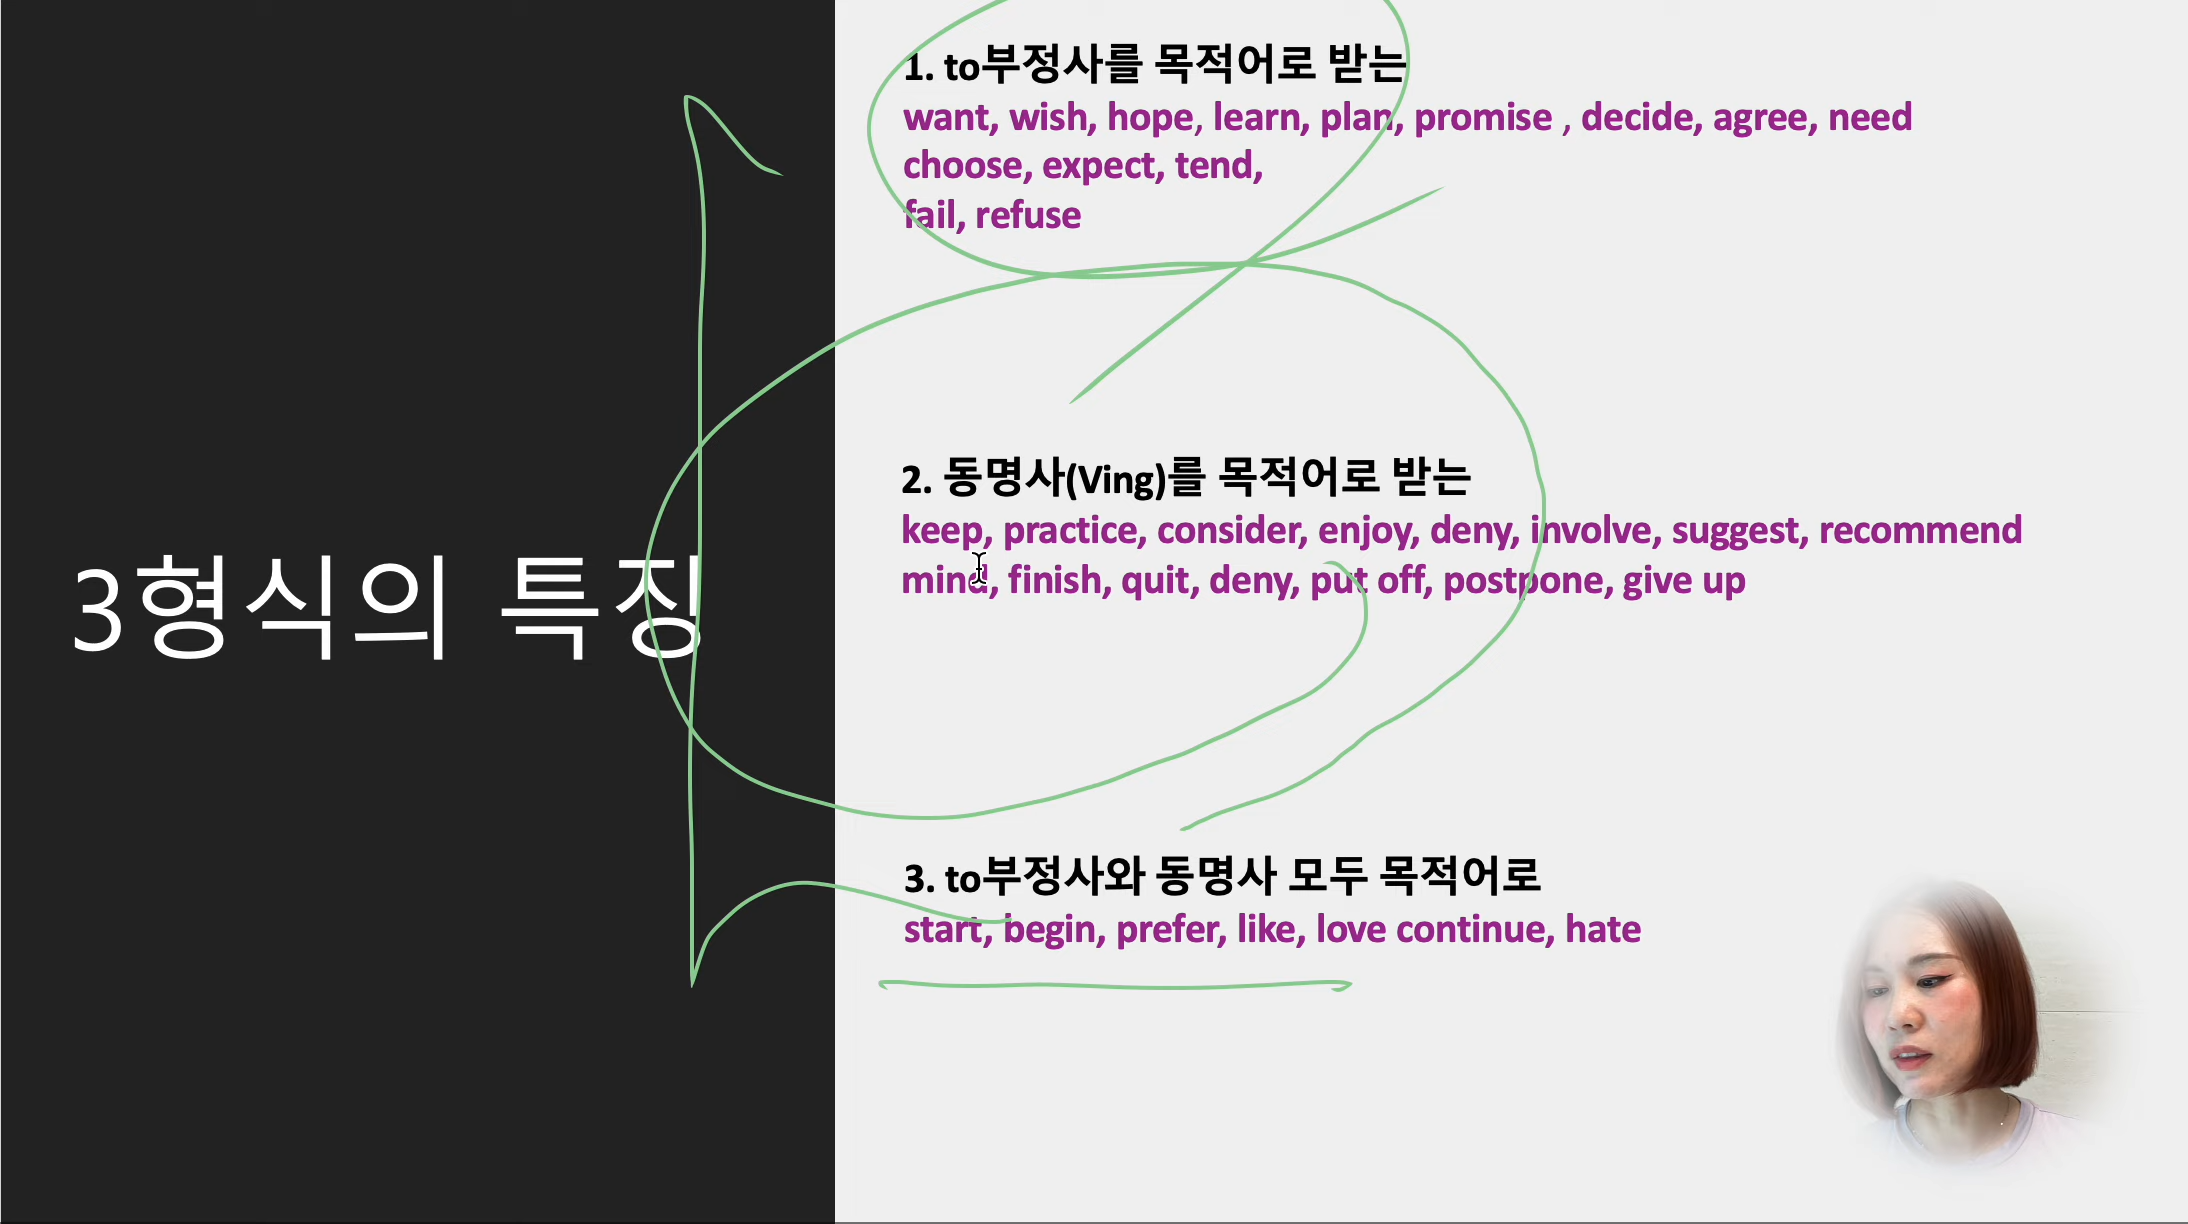 3형식의 특징
1. to부정사를 목적어로 받는
want, wish, hope, learn, plan, promise , decide, agree, need
choose, expect, tend,
fail, refuse
2. 동명사(Ving)를 목적어로 받는
keep, practice, consider, enjoy, deny, involve, suggest, recommend
mind, finish, quit, deny, put off, postpone, give up
3. to부정사와 동명사 모두 목적어로
start, begin, prefer, like, love continue, hate